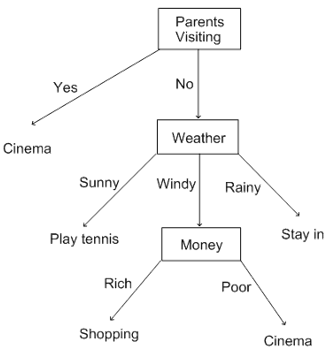 Parents
Visiting
Yes
No
Cinema
Weather
Sunny
Windy
Rainy
Play tennis
Money
Stay in
Rich
Poor
Shopping
Cinema